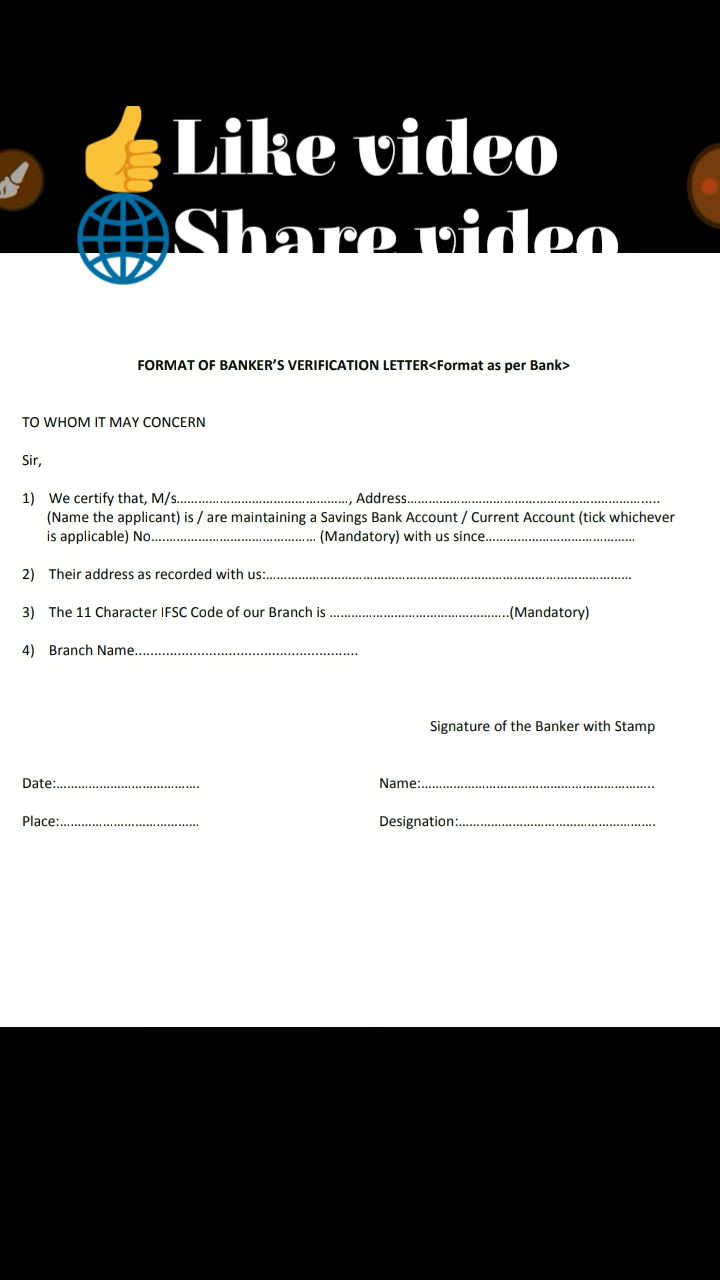 Like video
Share video
FORMAT OF BANKER’S VERIFICATION LETTER<Format as per Bank>
TO WHOM IT MAY CONCERN
Sir,
1) We certify that, M/s……………………………………, Address……………………………………………………
(Name the applicant) is / are maintaining a Savings Bank Account / Current Account (tick whichever
is applicable) No………………………………… (Mandatory) with us since………………………………
2) Their address as recorded with us:………………………………………………………………………
3) The 11 Character IFSC Code of our Branch is …………………………………..(Mandatory)
4) Branch Name.........................................................
Signature of the Banker with Stamp
Date:……………………………. Name:………………………………………………..
Place:…………………………… Designation:……………………………………….